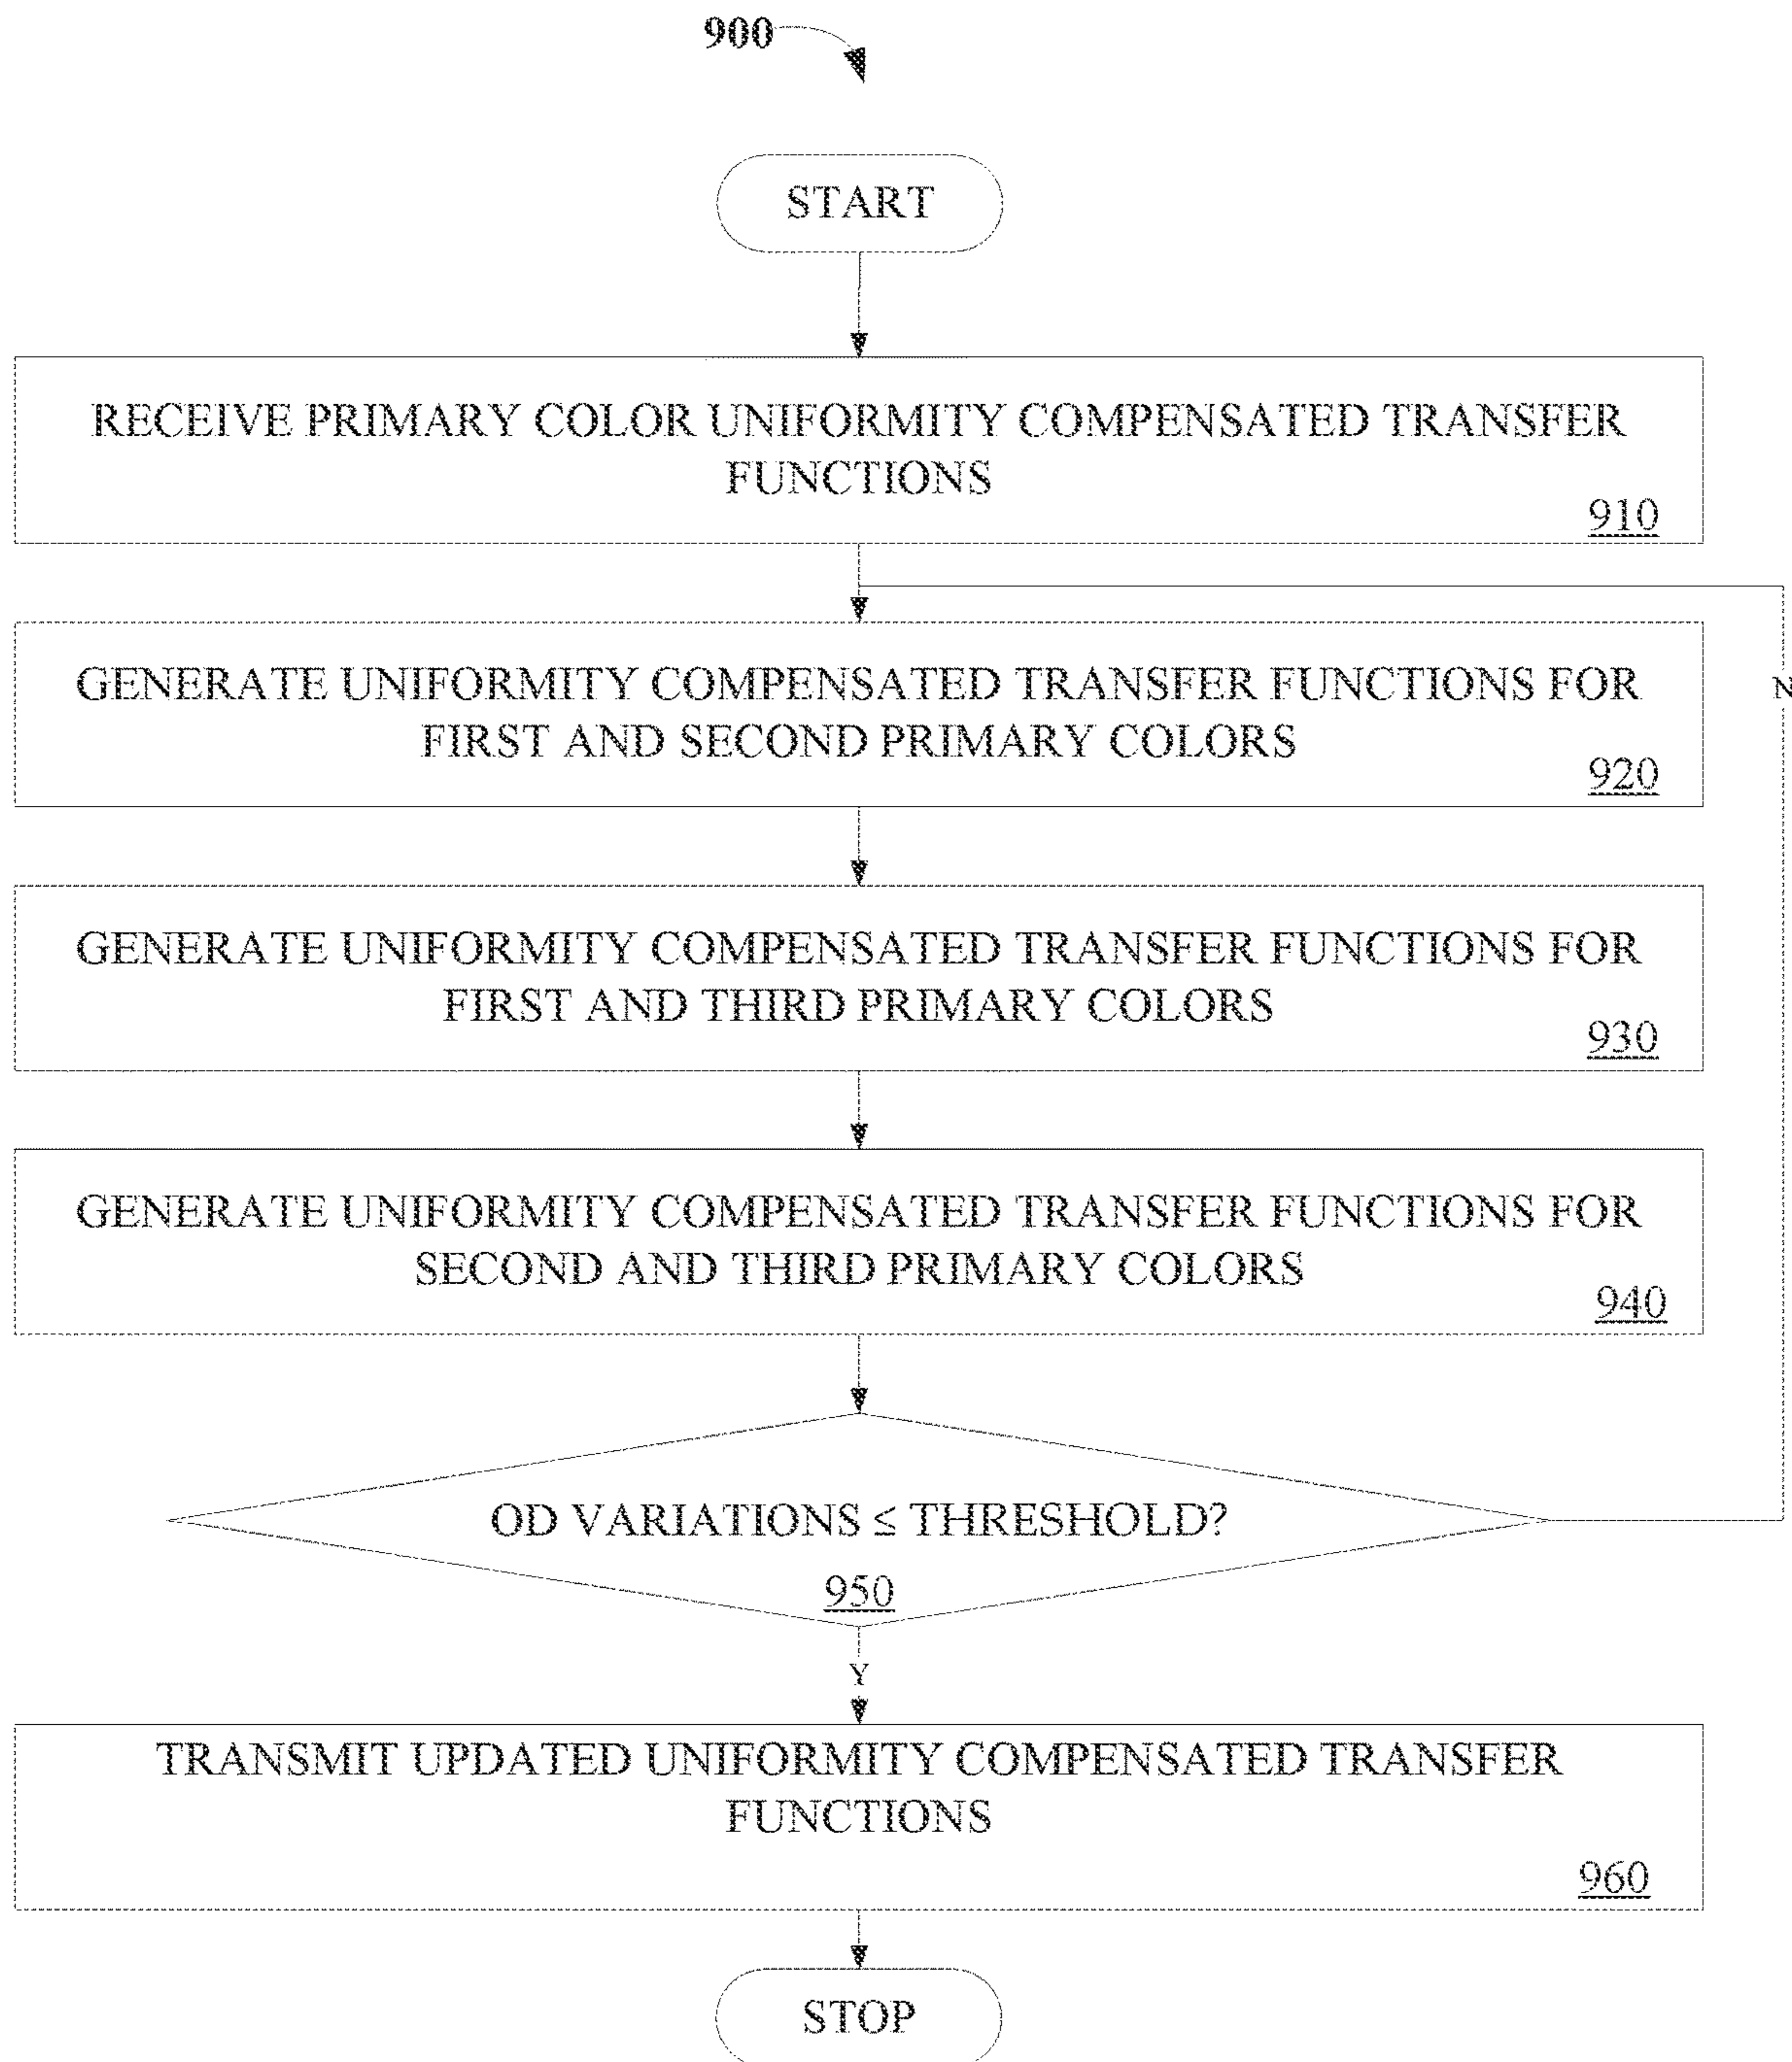 900
START
RECEIVE PRIMARY COLOR UNIFORMITY COMPENSATED TRANSFER
FUNCTIONS
910
GENERATE UNIFORMITY COMPENSATED TRANSFER FUNCTIONS FOR
FIRST AND SECOND PRIMARY COLORS
920
N
GENERATE UNIFORMITY COMPENSATED TRANSFER FUNCTIONS FOR
FIRST AND THIRD PRIMARY COLORS
930
GENERATE UNIFORMITY COMPENSATED TRANSFER FUNCTIONS FOR
SECOND AND THIRD PRIMARY COLORS
940
OD VARIATIONS ≤ THRESHOLD?
950
Y
TRANSMIT UPDATED UNIFORMITY COMPENSATED TRANSFER
FUNCTIONS
960
STOP